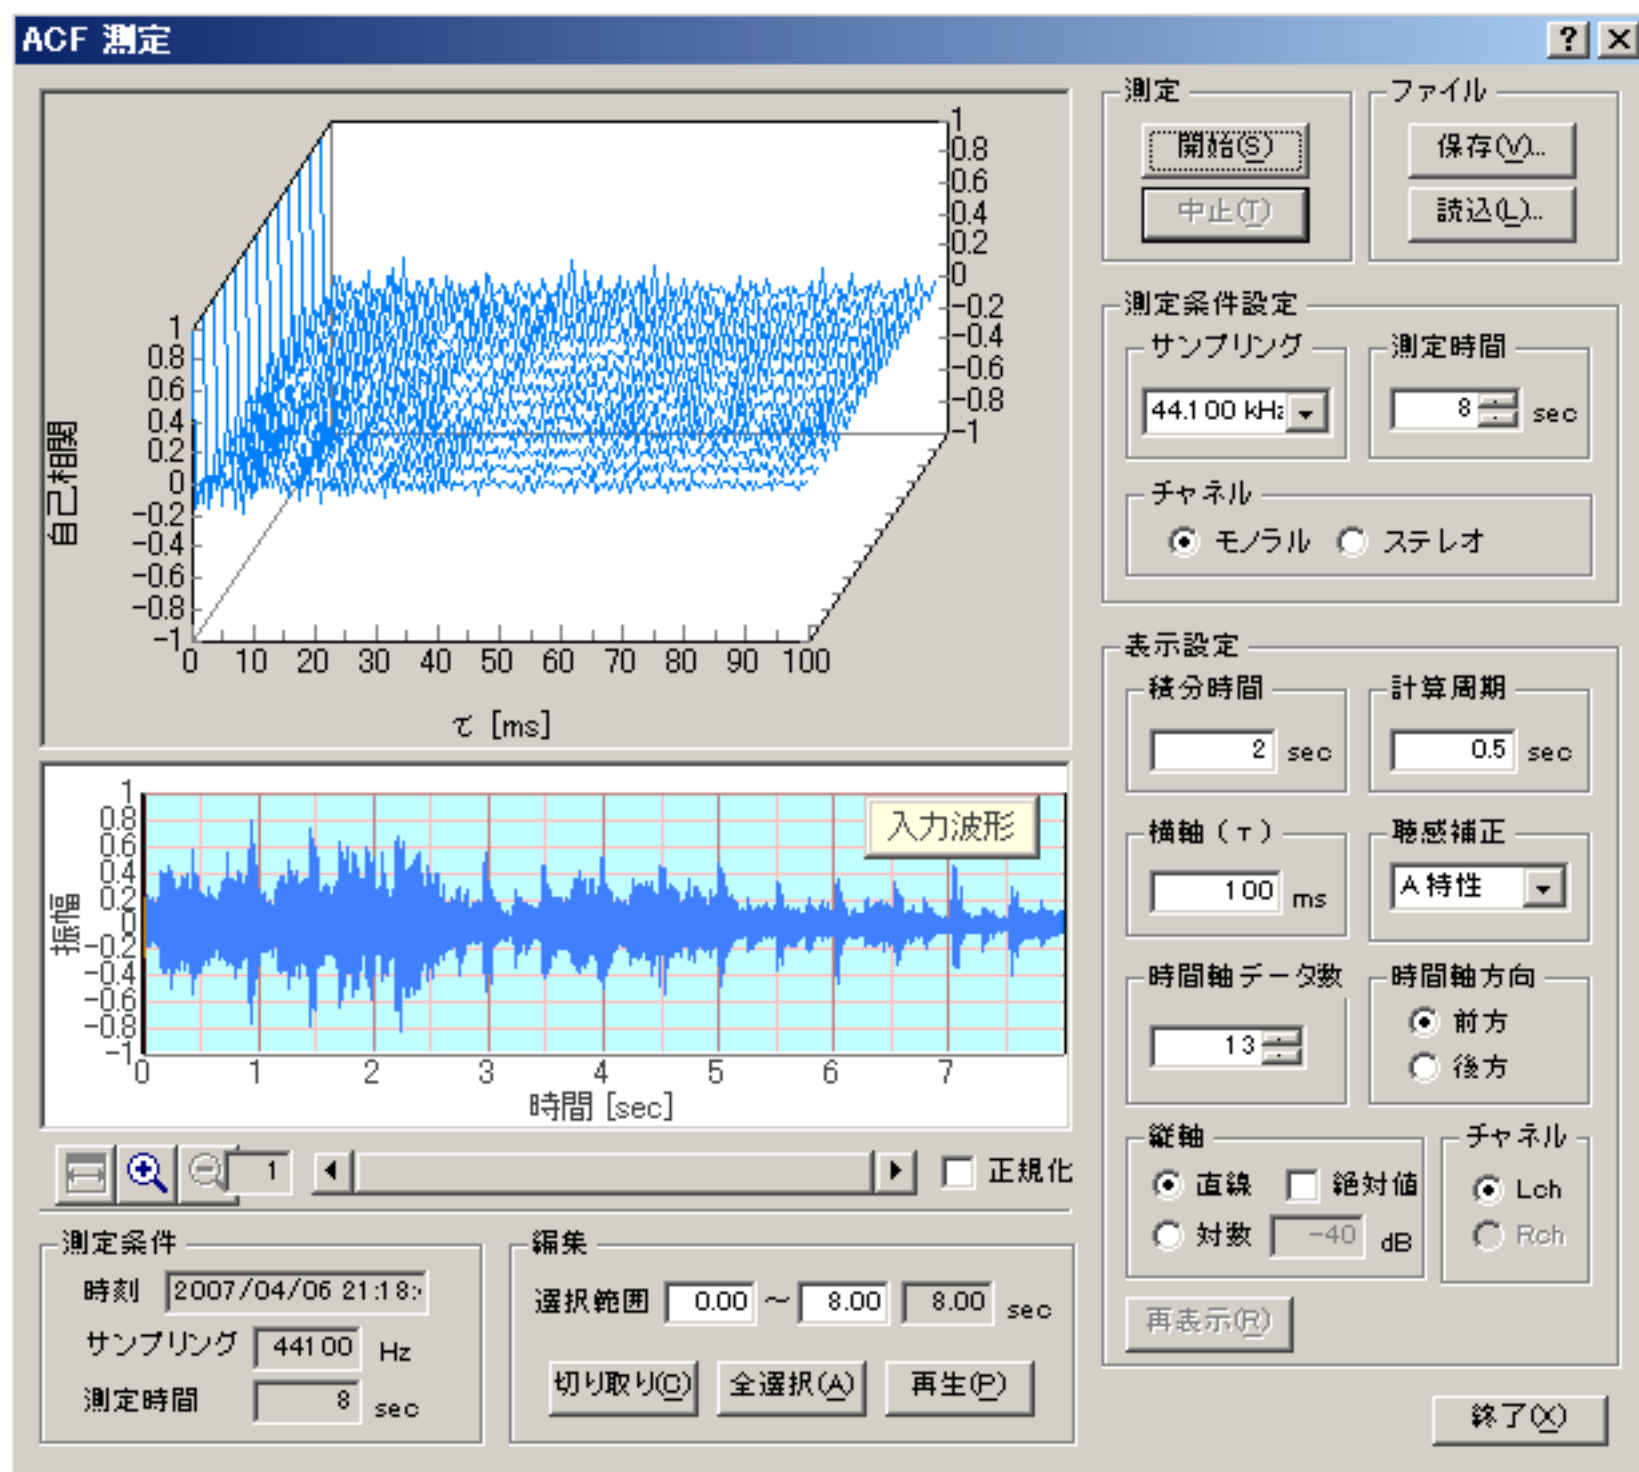 ACF 測定
1
0.8
0.6
0.4
0.2
0
-0.2
-0.4
-0.6
-0.8
-1
1
0.8
0.6
0.4
0.2
0
-0.2
-0.4
-0.6
-0.8
-1
自己相関
0 10 20 30 40 50 60 70 80 90 100
τ [ms]
入力波形
1
0.8
0.6
0.4
0.2
0
-0.2
-0.4
-0.6
-0.8
-1
振幅
0 1 2 3 4 5 6 7
時間 [sec]
1
正規化
測定条件
時刻 2007/04/06 21:18:
サンプリング 44100 Hz
測定時間 8 sec
編集
選択範囲 0.00 ～ 8.00 8.00 sec
切り取り(C) 全選択(A) 再生(P)
測定
開始(S)
中止(T)
ファイル
保存(V)...
読込(L)...
測定条件設定
サンプリング
44.100 kHz
測定時間
8 sec
チャネル
モノラル ステレオ
表示設定
積分時間
2 sec
計算周期
0.5 sec
横軸（τ）
100 ms
聴感補正
A特性
時間軸データ数
13
時間軸方向
前方
後方
縦軸
直線 絶対値
対数 -40 dB
チャネル
Lch
Rch
再表示(R)
終了(X)